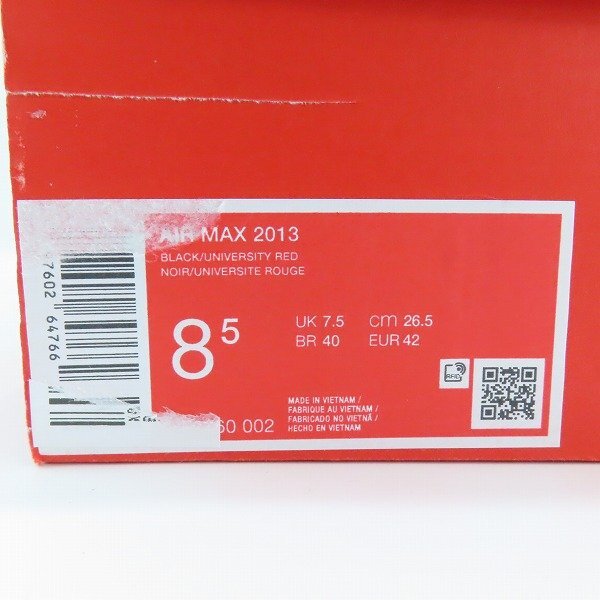 AIR MAX 2013
BLACK/UNIVERSITY RED
NOIR/UNIVERSITE ROUGE
8 5
UK 7.5 cm 26.5
BR 40 EUR 42
RFID
MADE IN VIETNAM /
FABRIQUE AU VIETNAM /
FABRICADO NO VIETNÃ /
HECHO EN VIETNAM
60 002
7602 64766